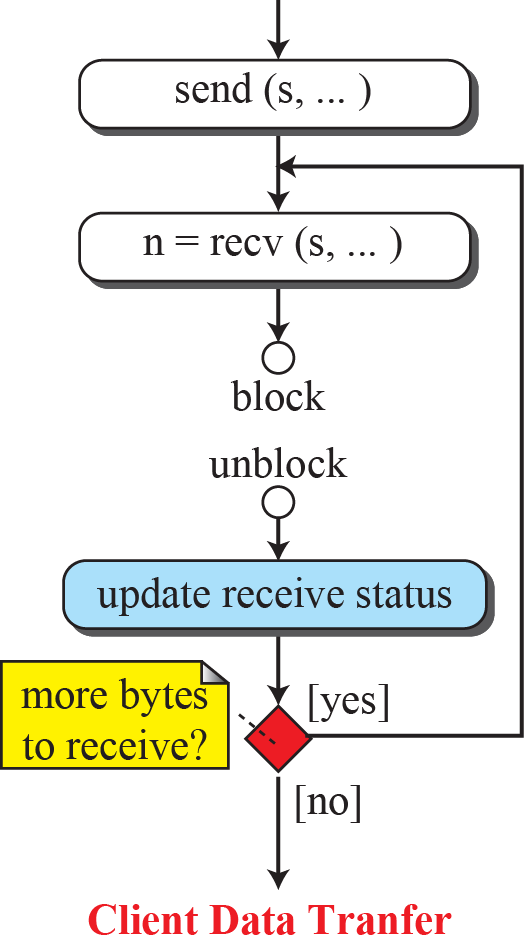 send (s, ... )
n = recv (s, ... )
block
unblock
update receive status
more bytes
to receive?
[yes]
[no]
Client Data Tranfer